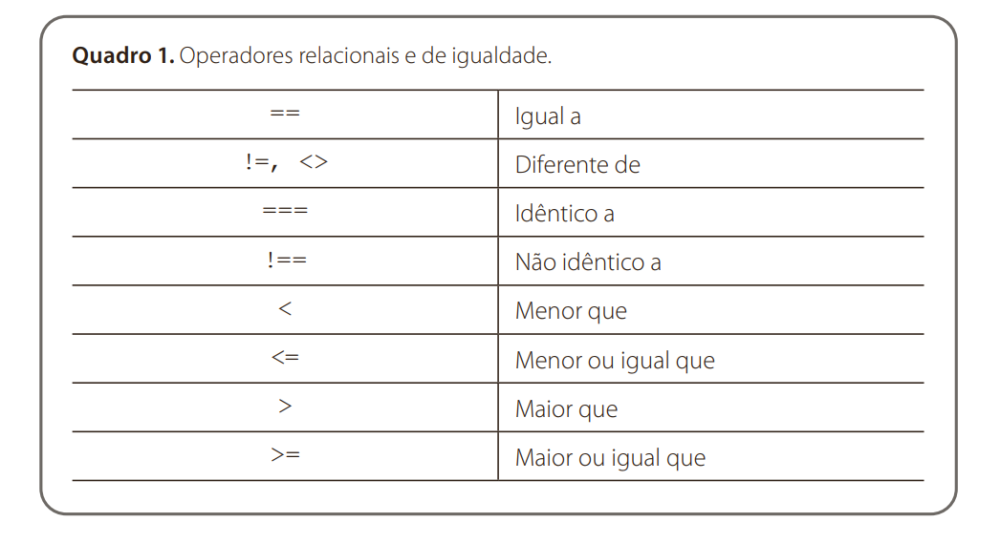 Quadro 1. Operadores relacionais e de igualdade.
== Igual a
!=, <> Diferente de
=== Idêntico a
!== Não idêntico a
< Menor que
<= Menor ou igual que
> Maior que
>= Maior ou igual que